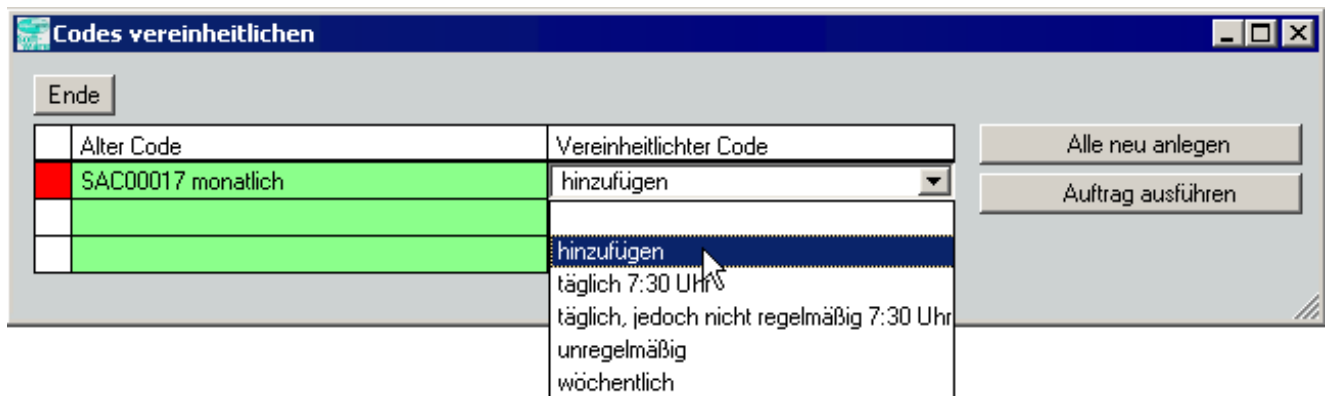 Codes vereinheitlichen
Ende
Alter Code Vereinheitlichter Code Alle neu anlegen
SAC00017 monatlich hinzufügen Auftrag ausführen
hinzufügen
täglich 7:30 Uhr
täglich, jedoch nicht regelmäßig 7:30 Uhr
unregelmäßig
wöchentlich